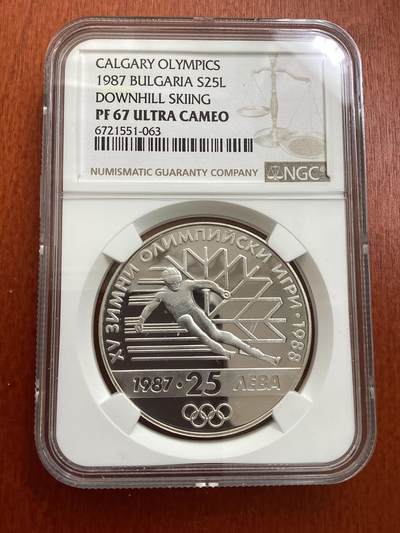 CALGARY OLYMPICS
1987 BULGARIA S25L
DOWNHILL SKIING
PF 67 ULTRA CAMEO
6721551-063
NUMISMATIC GUARANTY COMPANY
NGC
XV ЗИМНИ ОЛИМПИЙСКИ ИГРИ · 1988
1987 · 25 ЛЕВА